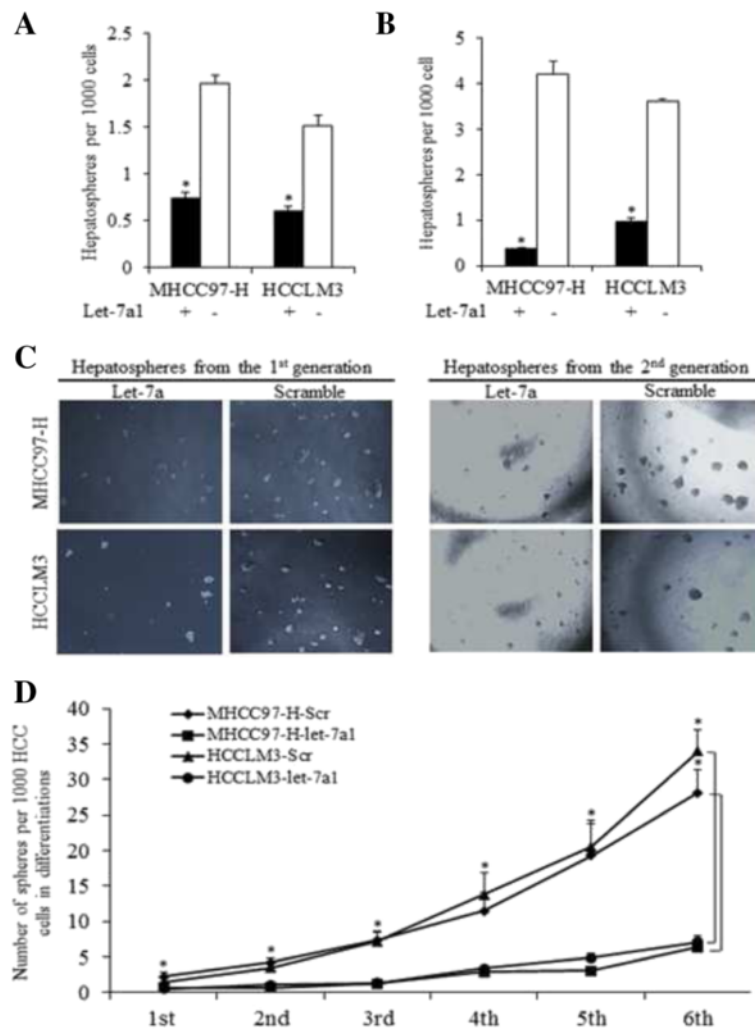 A
Hepatospheres per 1000 cells
2.5
2
1.5
1
0.5
0
*
*
MHCC97-H HCCLM3
Let-7a1 + - + -
B
Hepatospheres per 1000 cell
5
4
3
2
1
0
*
*
MHCC97-H HCCLM3
Let-7a1 + - + -
C
Hepatospheres from the 1st generation
Let-7a Scramble
Hepatospheres from the 2nd generation
Let-7a Scramble
MHCC97-H
HCCLM3
D
Number of spheres per 1000 HCC
cells in differentiations
40
35
30
25
20
15
10
5
0
MHCC97-H-Scr
MHCC97-H-let-7a1
HCCLM3-Scr
HCCLM3-let-7a1
* * * * * * *
1st 2nd 3rd 4th 5th 6th